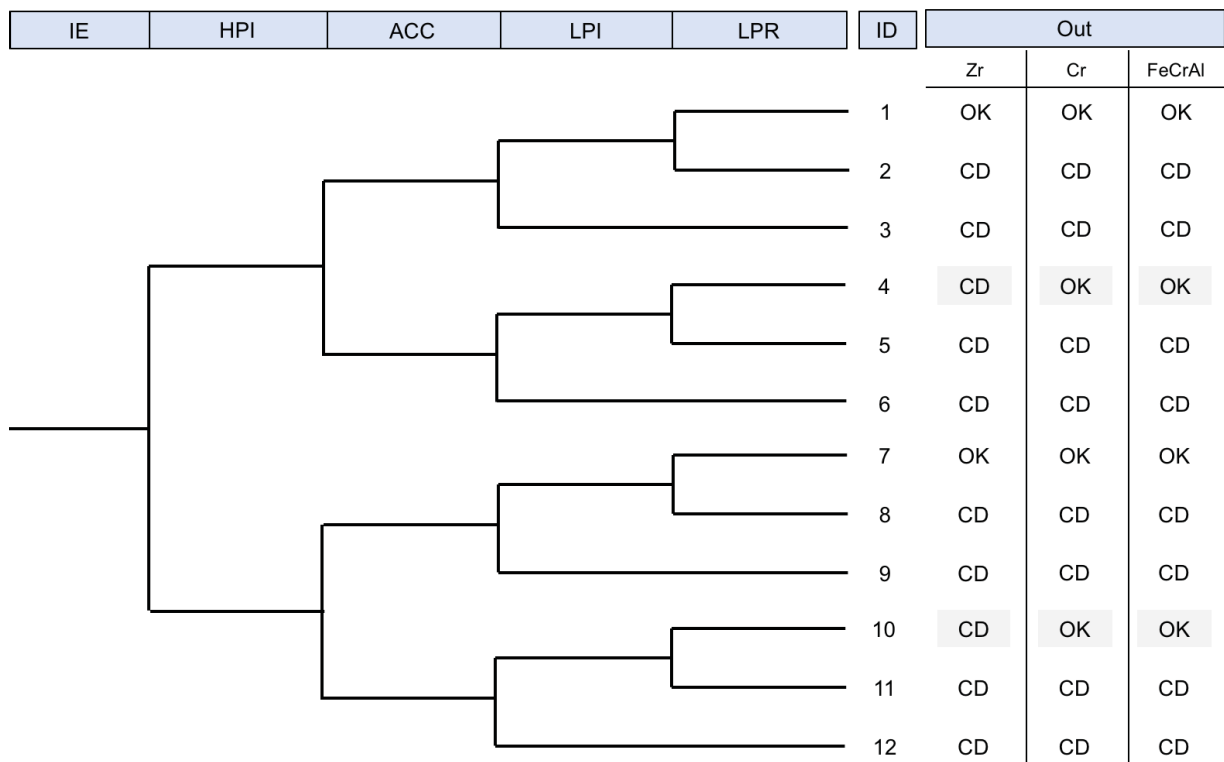 IE HPI ACC LPI LPR ID Out
Zr Cr FeCrAl
1 OK OK OK
2 CD CD CD
3 CD CD CD
4 CD OK OK
5 CD CD CD
6 CD CD CD
7 OK OK OK
8 CD CD CD
9 CD CD CD
10 CD OK OK
11 CD CD CD
12 CD CD CD